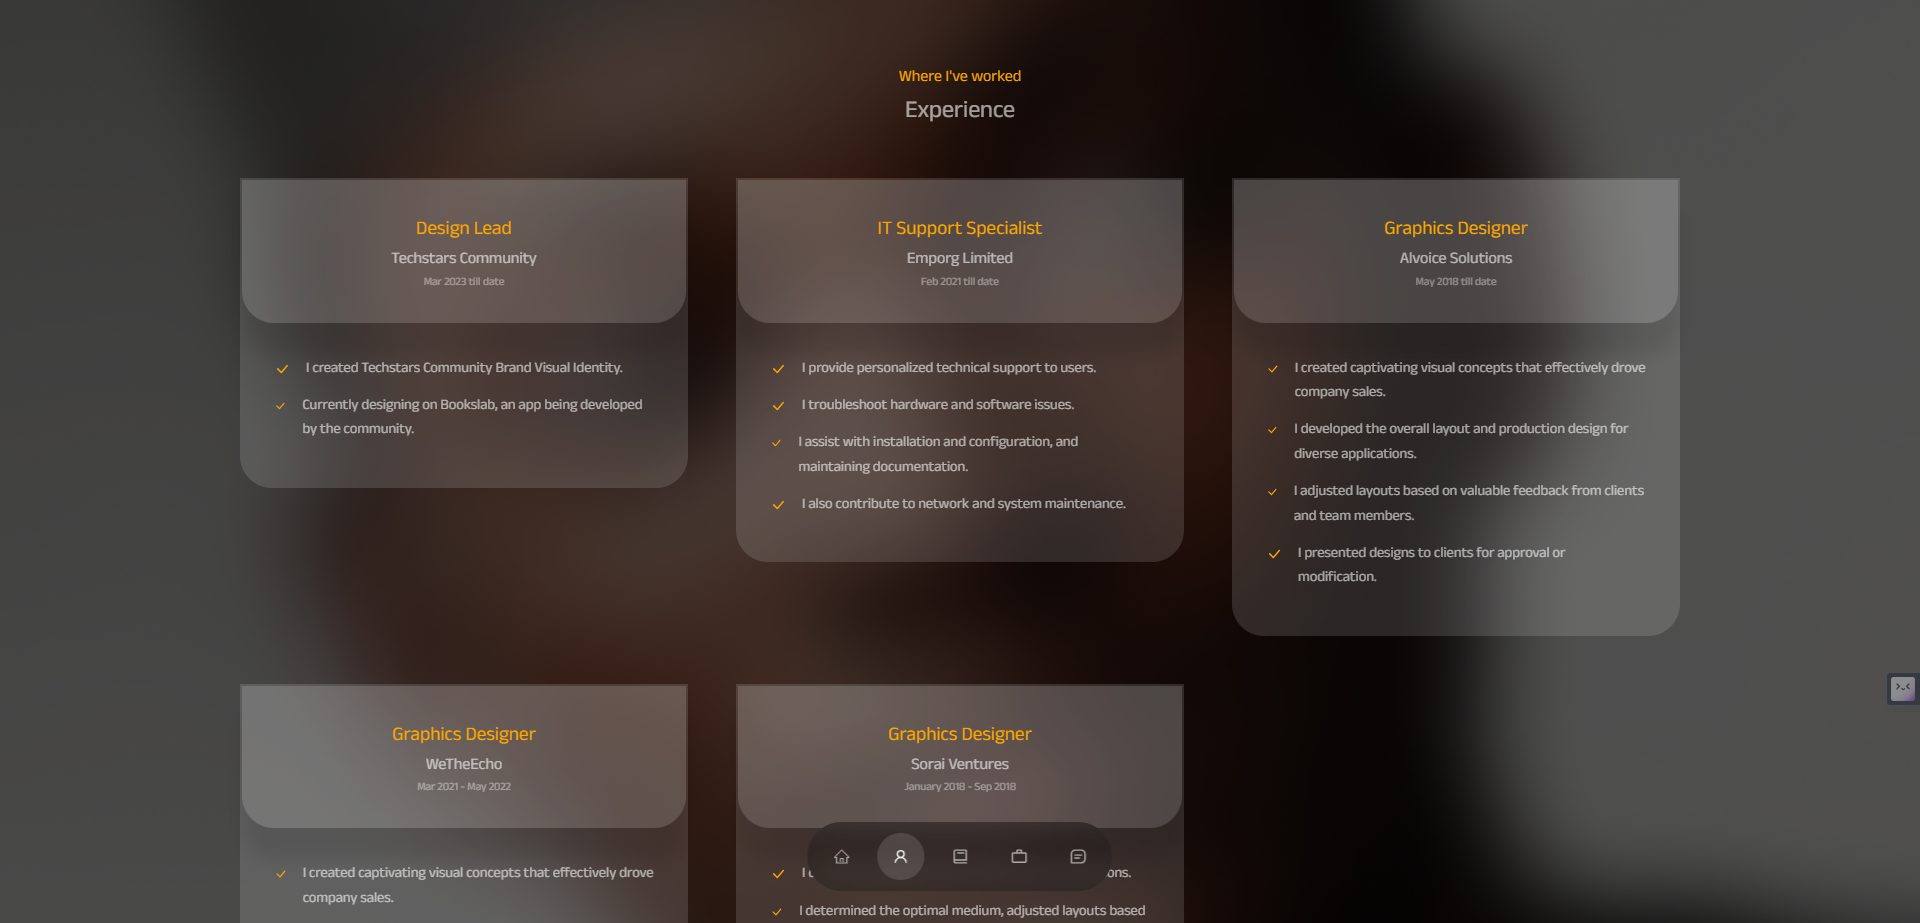 Where I've worked
Experience
Design Lead
Techstars Community
Mar 2023 till date
I created Techstars Community Brand Visual Identity.
Currently designing on Bookslab, an app being developed
by the community.
IT Support Specialist
Emporg Limited
Feb 2021 till date
I provide personalized technical support to users.
I troubleshoot hardware and software issues.
I assist with installation and configuration, and
maintaining documentation.
I also contribute to network and system maintenance.
Graphics Designer
Alvoice Solutions
May 2018 till date
I created captivating visual concepts that effectively drove
company sales.
I developed the overall layout and production design for
diverse applications.
I adjusted layouts based on valuable feedback from clients
and team members.
I presented designs to clients for approval or
modification.
Graphics Designer
WeTheEcho
Mar 2021 - May 2022
I created captivating visual concepts that effectively drove
company sales.
Graphics Designer
Sorai Ventures
January 2018 - Sep 2018
I
I determined the optimal medium, adjusted layouts based